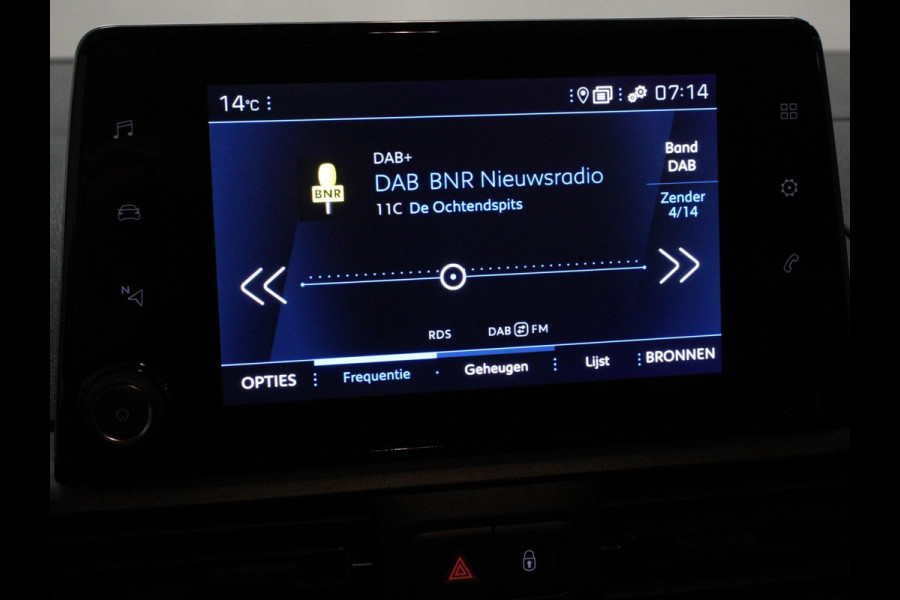 14°C
07:14
DAB+
Band
DAB
BNR
DAB BNR Nieuwsradio
11C De Ochtendspits
Zender
4/14
N
RDS
DAB FM
OPTIES
Frequentie
Geheugen
Lijst
BRONNEN